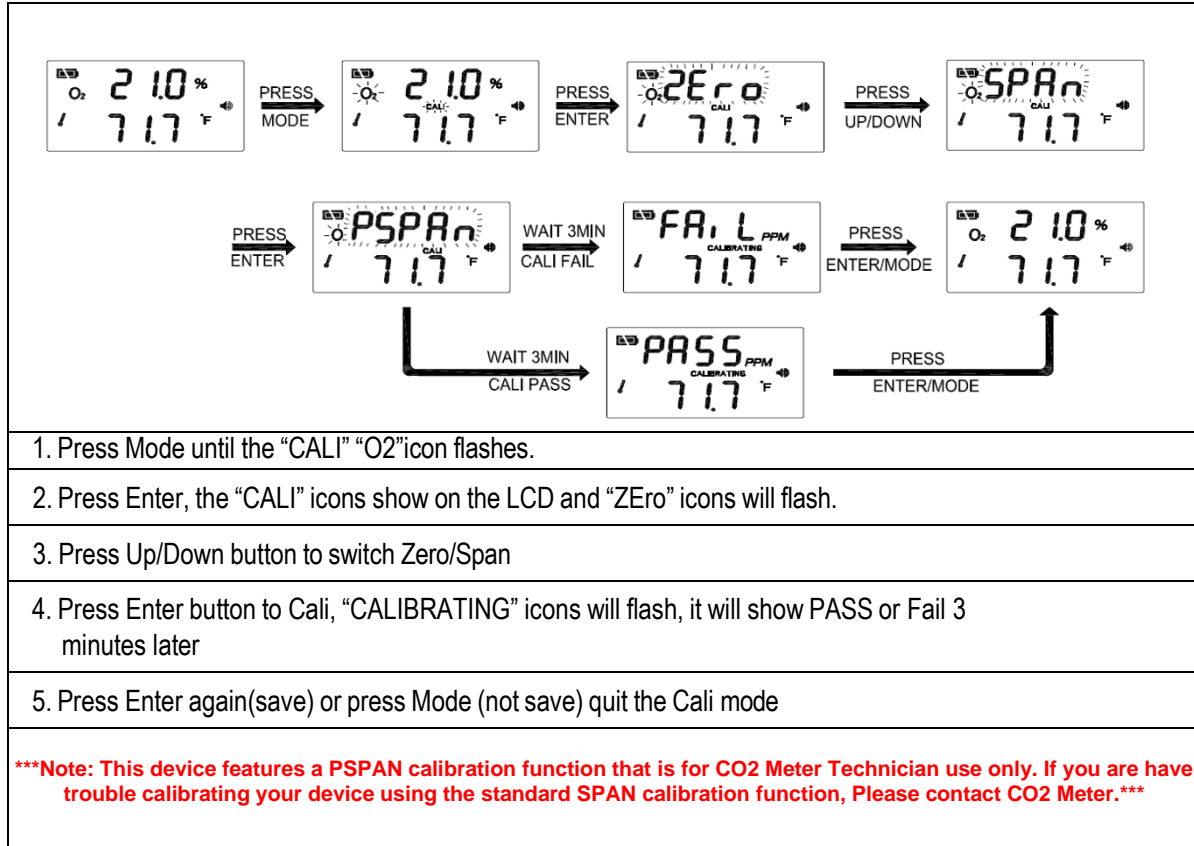 O₂ 21.0 %
71.7 °F
PRESS
MODE
O₂ 21.0 %
CALI
71.7 °F
PRESS
ENTER
O₂ ZEro
CALI
71.7 °F
PRESS
UP/DOWN
O₂ SPAn
CALI
71.7 °F
PRESS
ENTER
O PSPAn
CALI
71.7 °F
WAIT 3MIN
CALI FAIL
FAiL PPM
CALIBRATING
71.7 °F
PRESS
ENTER/MODE
O₂ 21.0 %
71.7 °F
WAIT 3MIN
CALI PASS
PASS PPM
CALIBRATING
71.7 °F
PRESS
ENTER/MODE
1. Press Mode until the “CALI” “O2”icon flashes.
2. Press Enter, the “CALI” icons show on the LCD and “ZEro” icons will flash.
3. Press Up/Down button to switch Zero/Span
4. Press Enter button to Cali, “CALIBRATING” icons will flash, it will show PASS or Fail 3
minutes later
5. Press Enter again(save) or press Mode (not save) quit the Cali mode
***Note: This device features a PSPAN calibration function that is for CO2 Meter Technician use only. If you are have
trouble calibrating your device using the standard SPAN calibration function, Please contact CO2 Meter.***